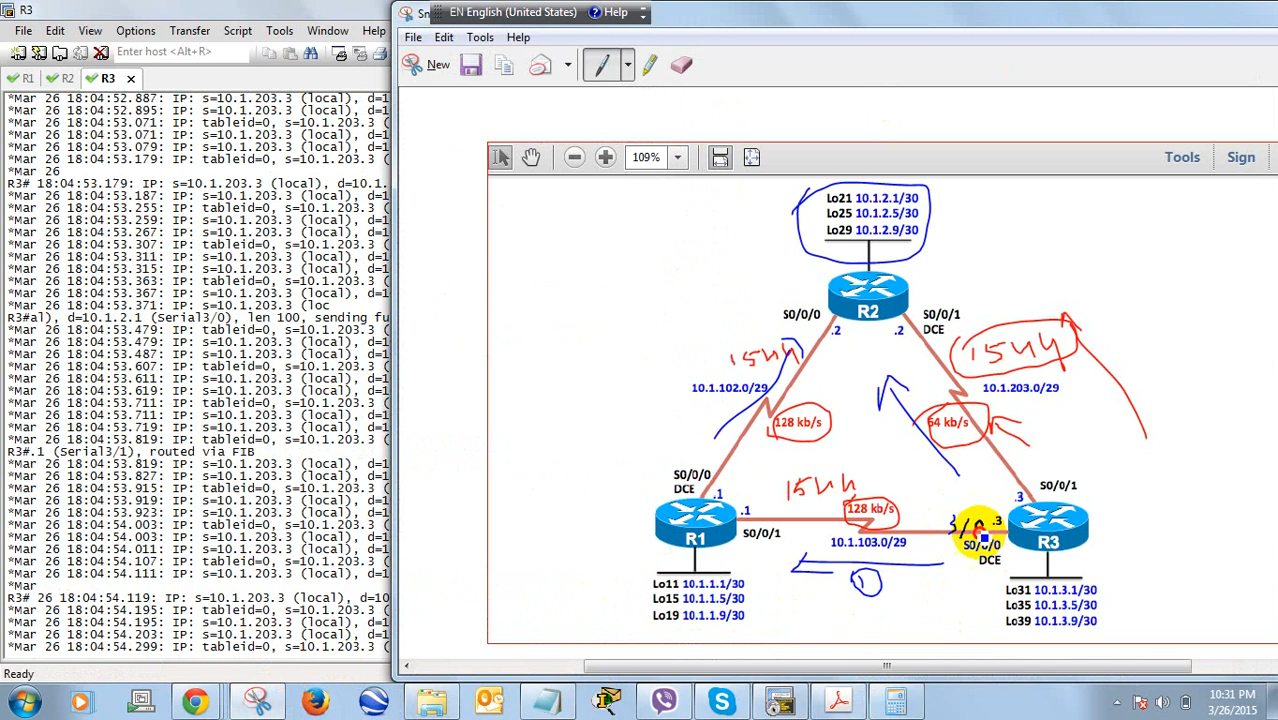 R3
File Edit View Options Transfer Script Tools Window Help
Enter host <Alt+R>
R1 R2 R3
*Mar 26 18:04:52.887: IP: s=10.1.203.3 (local), d=10.1
*Mar 26 18:04:52.895: IP: s=10.1.203.3 (local), d=10.1
*Mar 26 18:04:53.071: IP: tableid=0, s=10.1.203.3 (loc
*Mar 26 18:04:53.079: IP: s=10.1.203.3 (local), d=10.1
*Mar 26 18:04:53.179: IP: tableid=0, s=10.1.203.3 (loc
*Mar 26
R3# 18:04:53.179: IP: s=10.1.203.3 (local), d=10.1.
*Mar 26 18:04:53.187: IP: s=10.1.203.3 (local), d=10.1
*Mar 26 18:04:53.255: IP: tableid=0, s=10.1.203.3 (loc
*Mar 26 18:04:53.259: IP: s=10.1.203.3 (local), d=10.1
*Mar 26 18:04:53.267: IP: s=10.1.203.3 (local), d=10.1
*Mar 26 18:04:53.307: IP: tableid=0, s=10.1.203.3 (loc
*Mar 26 18:04:53.311: IP: s=10.1.203.3 (local), d=10.1
*Mar 26 18:04:53.315: IP: s=10.1.203.3 (local), d=10.1
*Mar 26 18:04:53.363: IP: tableid=0, s=10.1.203.3 (loc
*Mar 26 18:04:53.367: IP: s=10.1.203.3 (local), d=10.1
*Mar 26 18:04:53.371: IP: s=10.1.203.3 (loc
R3#al), d=10.1.2.1 (Serial3/0), len 100, sending fu
*Mar 26 18:04:53.479: IP: tableid=0, s=10.1.203.3 (loc
*Mar 26 18:04:53.487: IP: s=10.1.203.3 (local), d=10.1
*Mar 26 18:04:53.607: IP: tableid=0, s=10.1.203.3 (loc
*Mar 26 18:04:53.611: IP: s=10.1.203.3 (local), d=10.1
*Mar 26 18:04:53.619: IP: s=10.1.203.3 (local), d=10.1
*Mar 26 18:04:53.711: IP: tableid=0, s=10.1.203.3 (loc
*Mar 26 18:04:53.711: IP: s=10.1.203.3 (local), d=10.1
*Mar 26 18:04:53.719: IP: s=10.1.203.3 (local), d=10.1
*Mar 26 18:04:53.819: IP: tableid=0, s=10.1.203.3 (loc
R3#.1 (Serial3/1), routed via FIB
*Mar 26 18:04:53.819: IP: s=10.1.203.3 (local), d=10.1
*Mar 26 18:04:53.827: IP: s=10.1.203.3 (local), d=10.1
*Mar 26 18:04:53.915: IP: tableid=0, s=10.1.203.3 (loc
*Mar 26 18:04:53.919: IP: s=10.1.203.3 (local), d=10.1
*Mar 26 18:04:53.923: IP: s=10.1.203.3 (local), d=10.1
*Mar 26 18:04:54.003: IP: tableid=0, s=10.1.203.3 (loc
*Mar 26 18:04:54.003: IP: s=10.1.203.3 (local), d=10.1
*Mar 26 18:04:54.007: IP: s=10.1.203.3 (local), d=10.1
*Mar 26 18:04:54.111: IP: tableid=0, s=10.1.203.3 (loc
R3# 26 18:04:54.119: IP: s=10.1.203.3 (local), d=10
*Mar 26 18:04:54.195: IP: tableid=0, s=10.1.203.3 (loc
*Mar 26 18:04:54.195: IP: s=10.1.203.3 (local), d=10.1
*Mar 26 18:04:54.203: IP: s=10.1.203.3 (local), d=10.1
*Mar 26 18:04:54.299: IP: tableid=0, s=10.1.203.3 (loc
Ready
EN English (United States) Help
File Edit Tools Help
New
109% Tools Sign
Lo21 10.1.2.1/30
Lo25 10.1.2.5/30
Lo29 10.1.2.9/30
S0/0/0 R2 S0/0/1
DCE
.2 .2
1544 1544
10.1.102.0/29 10.1.203.0/29
128 kb/s 64 kb/s
S0/0/0
DCE
S0/0/1
1544
.1 .3
.1 128 kb/s 3/0 .3
R1 S0/0/1 10.1.103.0/29 S0/0/0 R3
DCE
1
Lo11 10.1.1.1/30
Lo15 10.1.1.5/30
Lo19 10.1.1.9/30
Lo31 10.1.3.1/30
Lo35 10.1.3.5/30
Lo39 10.1.3.9/30
10:31 PM
3/26/2015